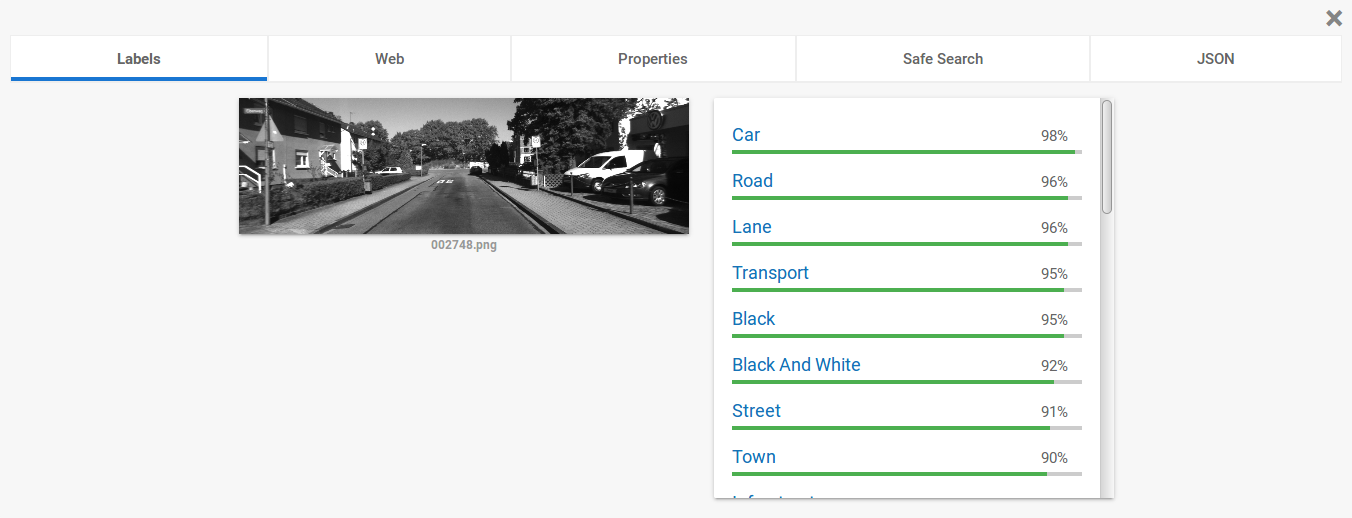 Labels
Web
Properties
Safe Search
JSON
002748.png
Car 98%
Road 96%
Lane 96%
Transport 95%
Black 95%
Black And White 92%
Street 91%
Town 90%